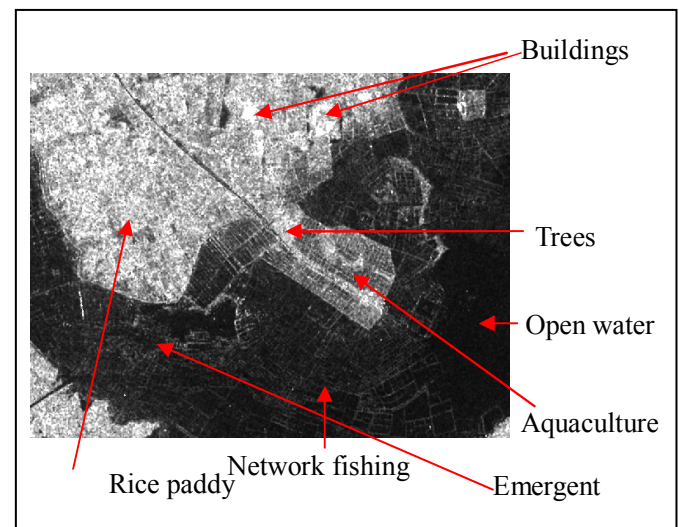 Buildings
Trees
Open water
Aquaculture
Network fishing
Rice paddy
Emergent